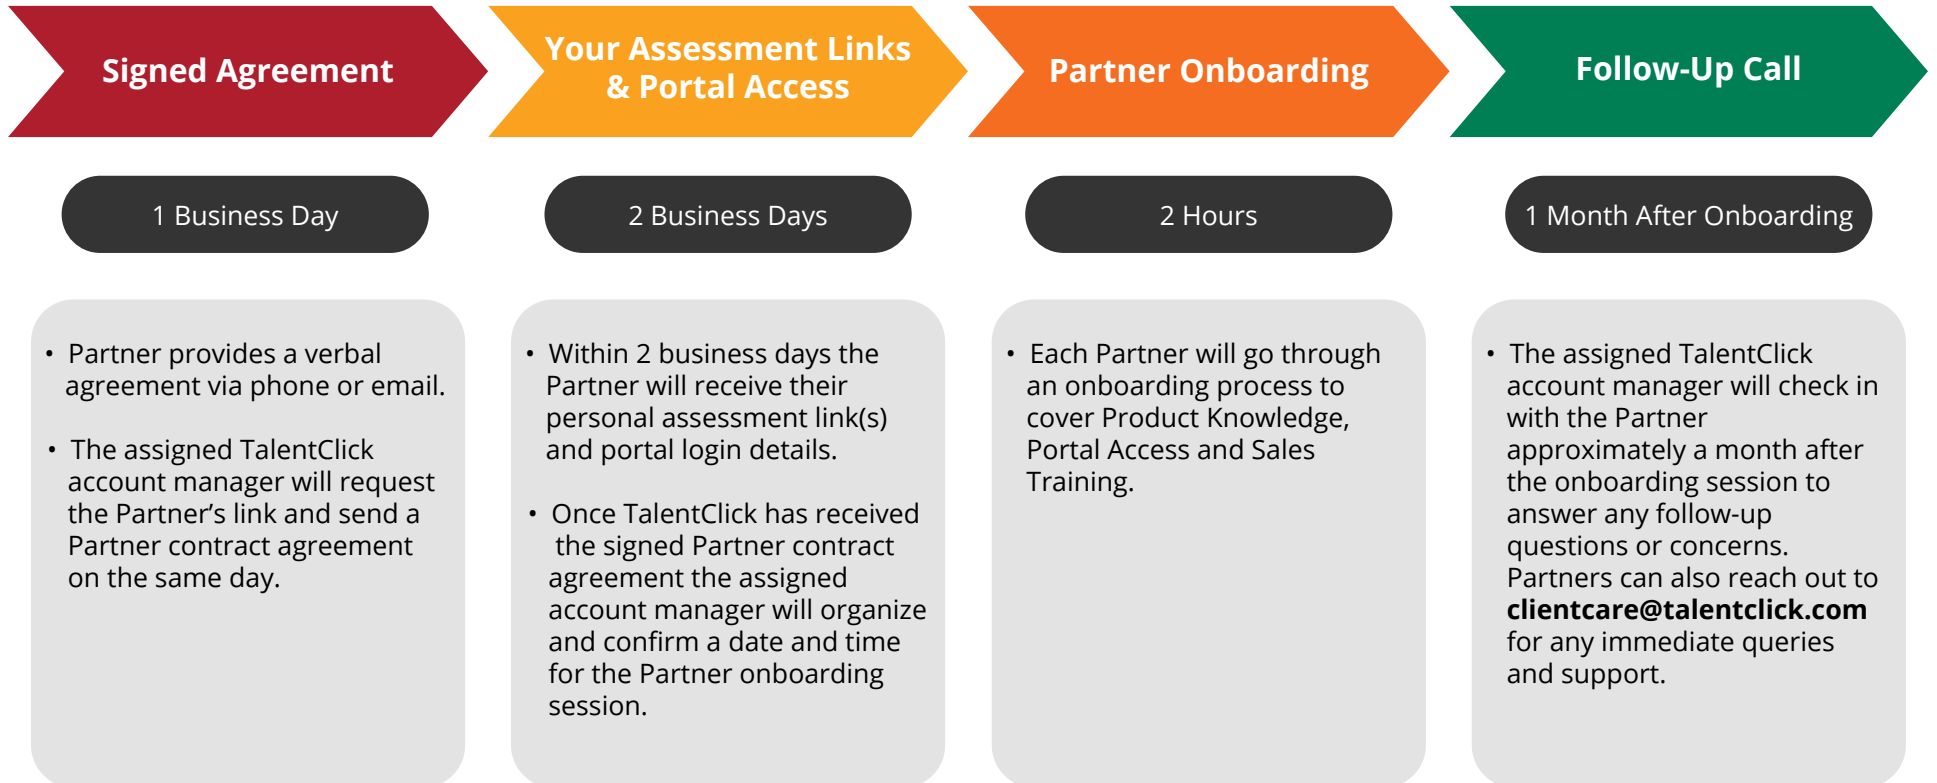 Signed Agreement
1 Business Day
• Partner provides a verbal
agreement via phone or email.
• The assigned TalentClick
account manager will request
the Partner’s link and send a
Partner contract agreement
on the same day.
Your Assessment Links
& Portal Access
2 Business Days
• Within 2 business days the
Partner will receive their
personal assessment link(s)
and portal login details.
• Once TalentClick has received
the signed Partner contract
agreement the assigned
account manager will organize
and confirm a date and time
for the Partner onboarding
session.
Partner Onboarding
2 Hours
• Each Partner will go through
an onboarding process to
cover Product Knowledge,
Portal Access and Sales
Training.
Follow-Up Call
1 Month After Onboarding
• The assigned TalentClick
account manager will check in
with the Partner
approximately a month after
the onboarding session to
answer any follow-up
questions or concerns.
Partners can also reach out to
clientcare@talentclick.com
for any immediate queries
and support.